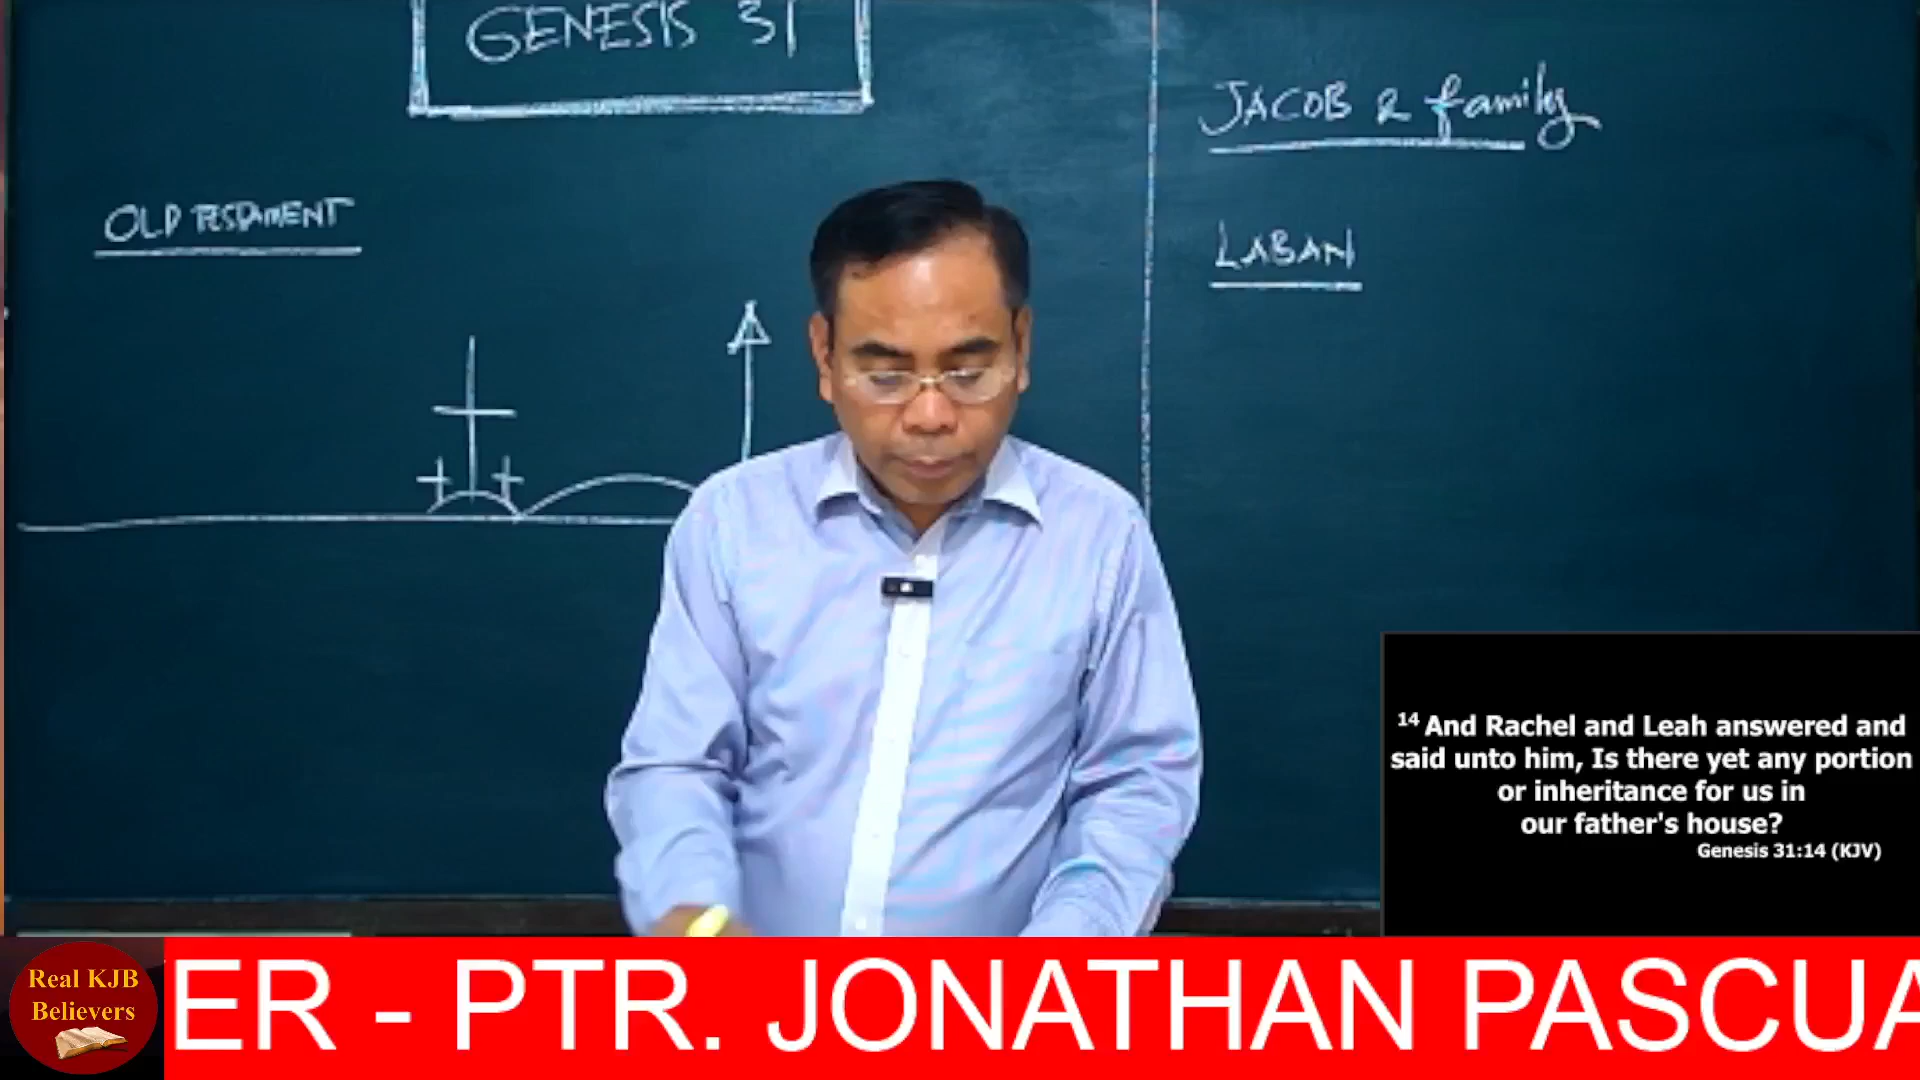 GENESIS 31
JACOB & family
OLD TESTAMENT
LABAN
14 And Rachel and Leah answered and
said unto him, Is there yet any portion
or inheritance for us in
our father's house?
Genesis 31:14 (KJV)
Real KJB
Believers
ER - PTR. JONATHAN PASCUA